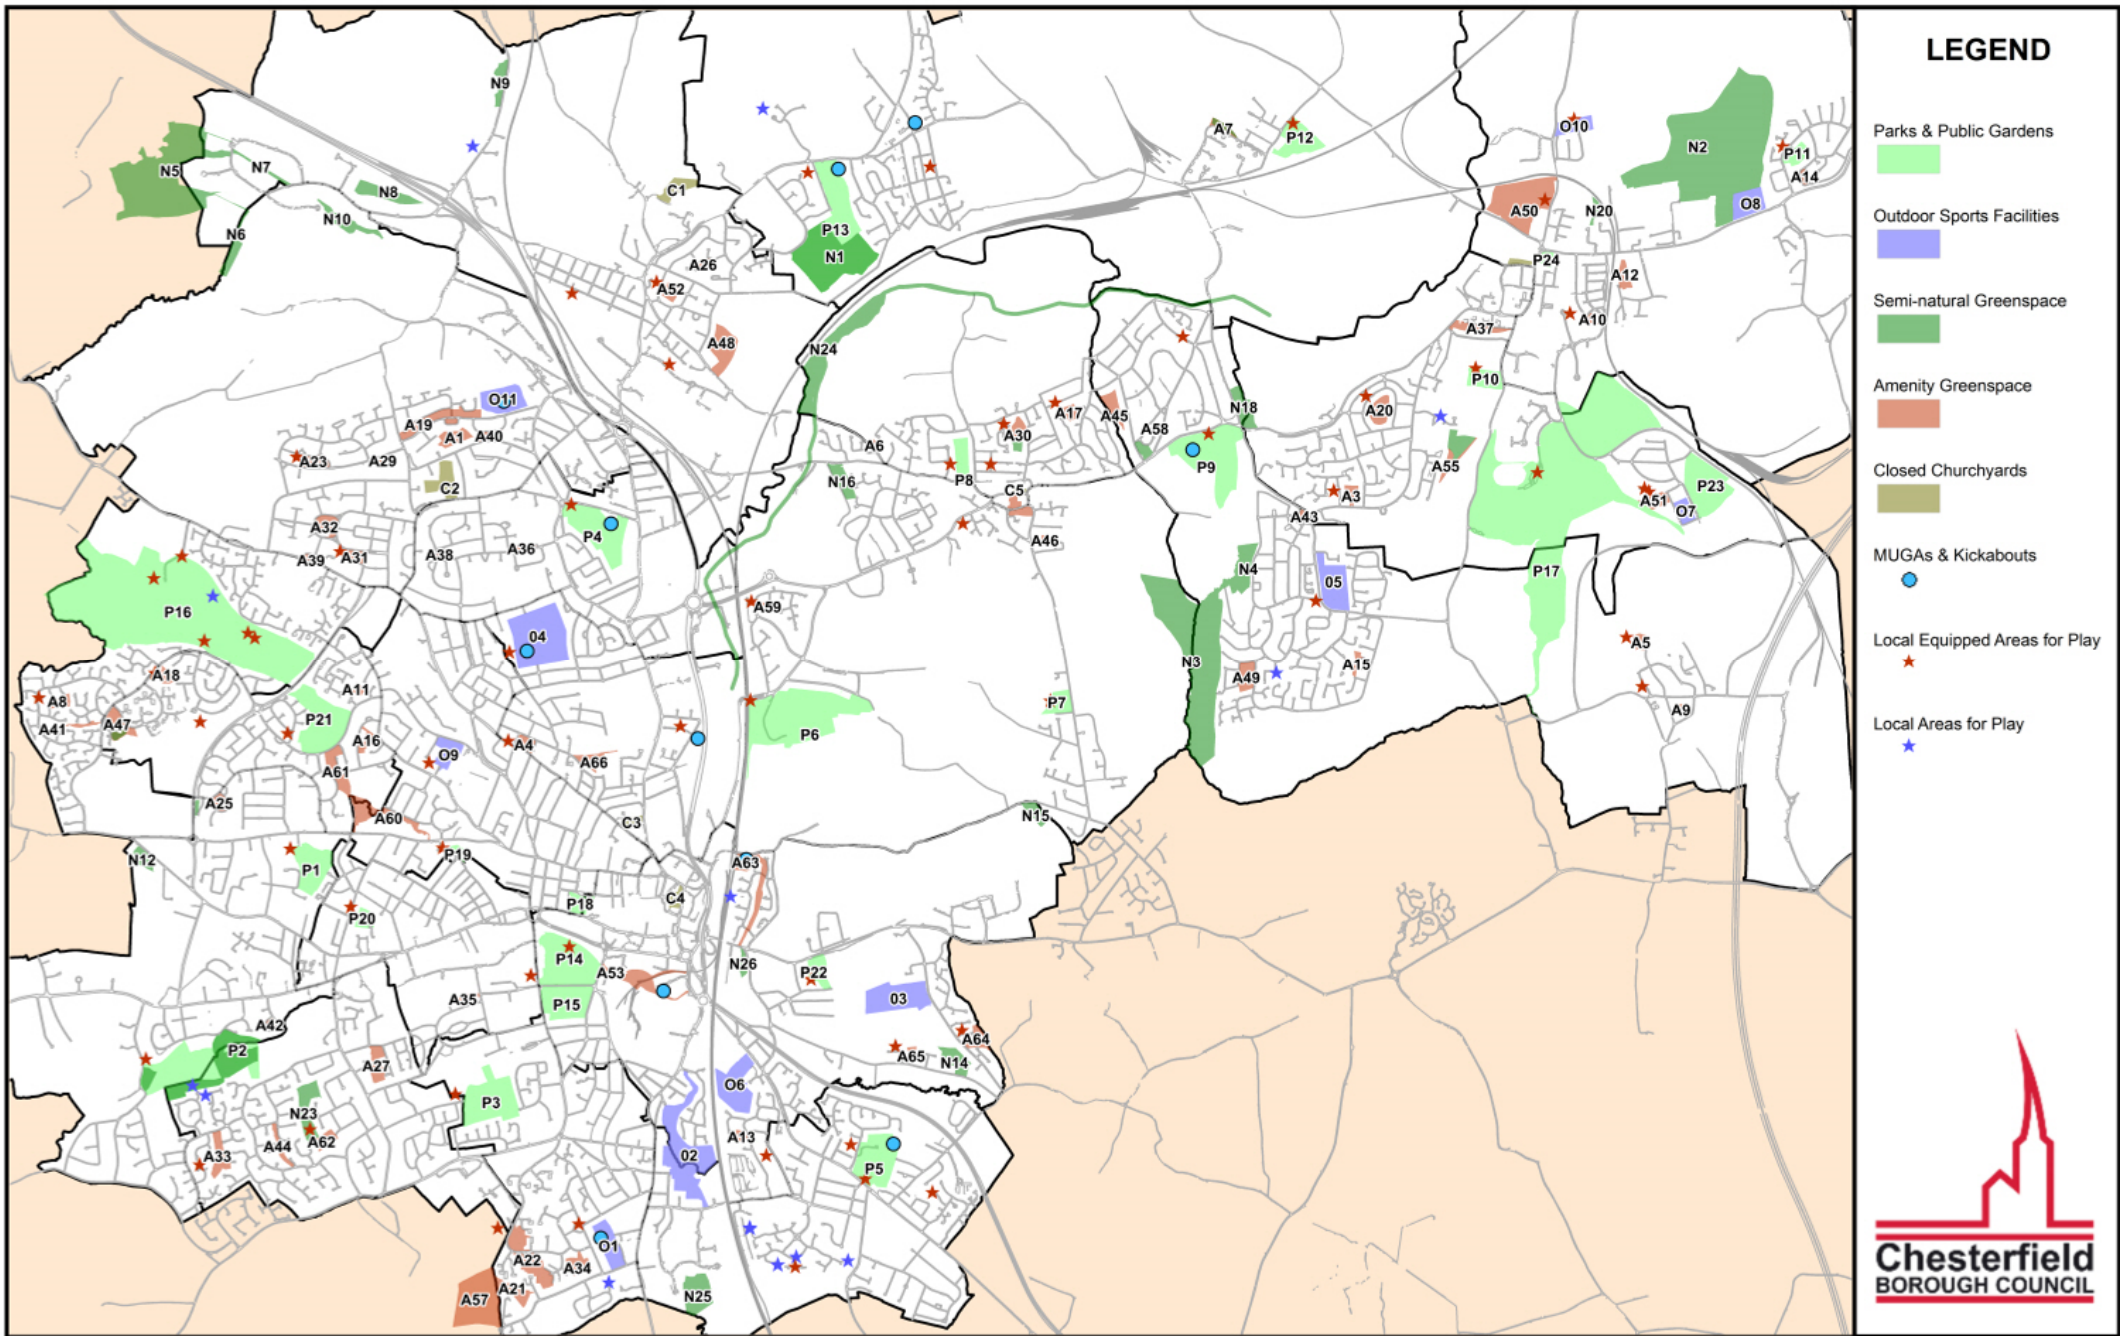 LEGEND
Parks & Public Gardens
Outdoor Sports Facilities
Semi-natural Greenspace
Amenity Greenspace
Closed Churchyards
MUGAs & Kickabouts
Local Equipped Areas for Play
Local Areas for Play
Chesterfield
BOROUGH COUNCIL
N9
A7
P12
O10
N2
P11
A14
N5
N7
N8
C1
N10
N6
P13
N1
A50
N20
O8
A26
A52
P24
A12
A48
N24
A37
A10
P10
O11
A19
A1
A40
A23
A29
C2
A6
A30
A17
A45
A58
N18
A20
N16
P8
C5
P9
A55
A3
A51
O7
P23
A32
A39
A31
A38
A36
P4
A46
A43
P16
04
A59
N4
05
P17
A18
A8
A41
A47
A11
P21
A16
O9
A4
A66
P6
P7
N3
A49
A15
A5
A9
A61
A25
A60
C3
N15
N12
P1
P19
A63
P20
P18
C4
P14
A53
N26
P22
P15
A35
03
A42
P2
A27
A65
A64
N14
P3
O6
N23
A62
A44
A33
A13
02
P5
A22
A34
O1
A21
A57
N25